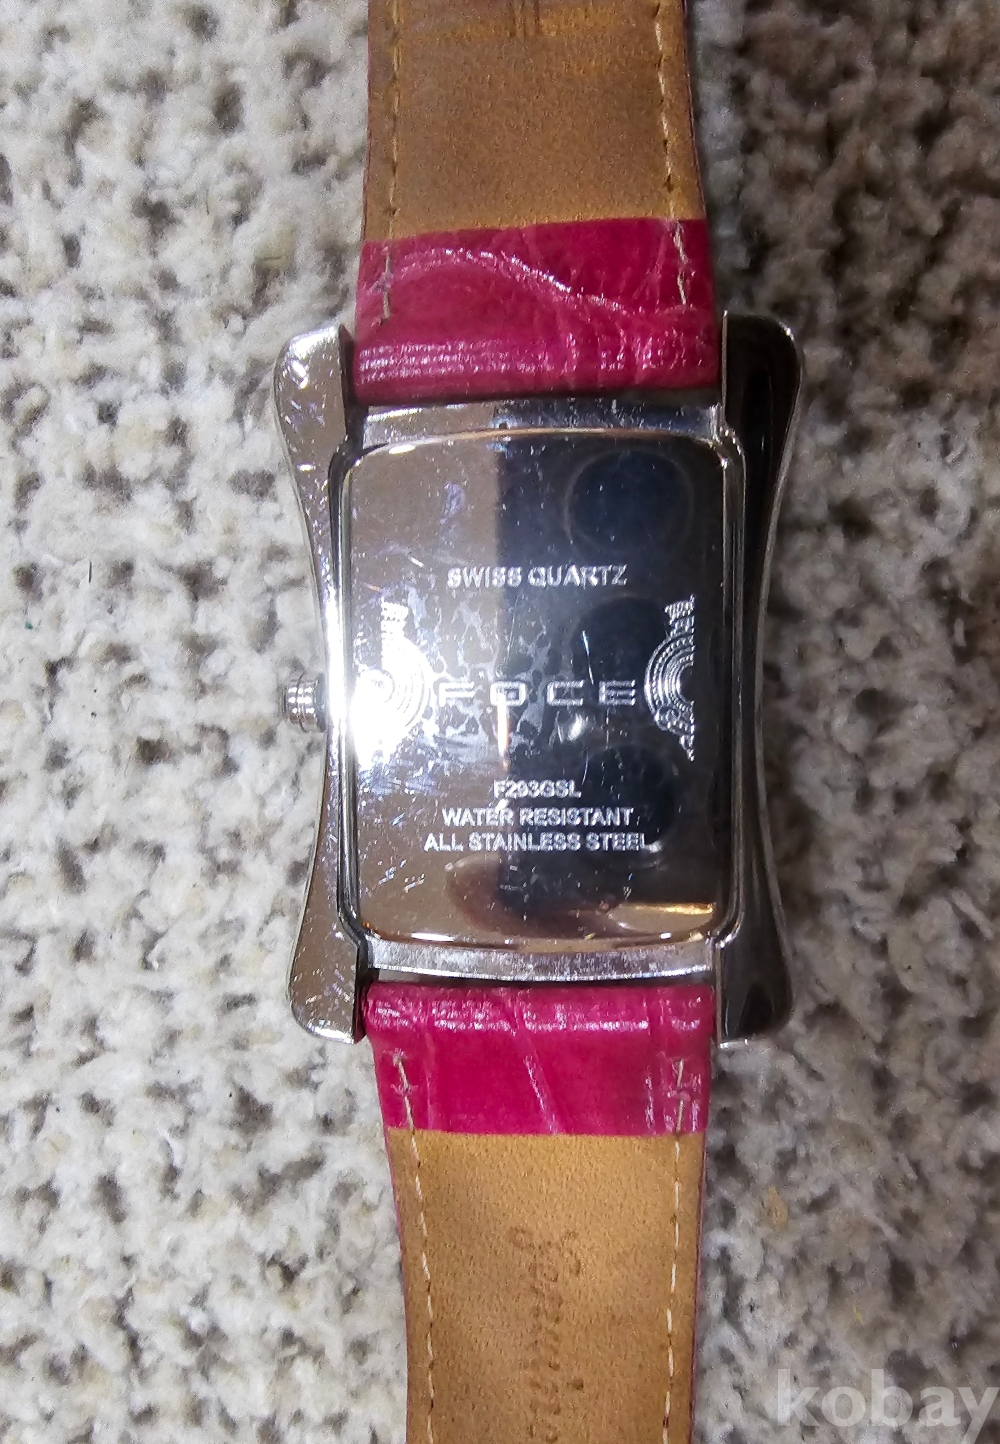 SWISS QUARTZ
FOCE
F293GSL
WATER RESISTANT
ALL STAINLESS STEEL
kobay